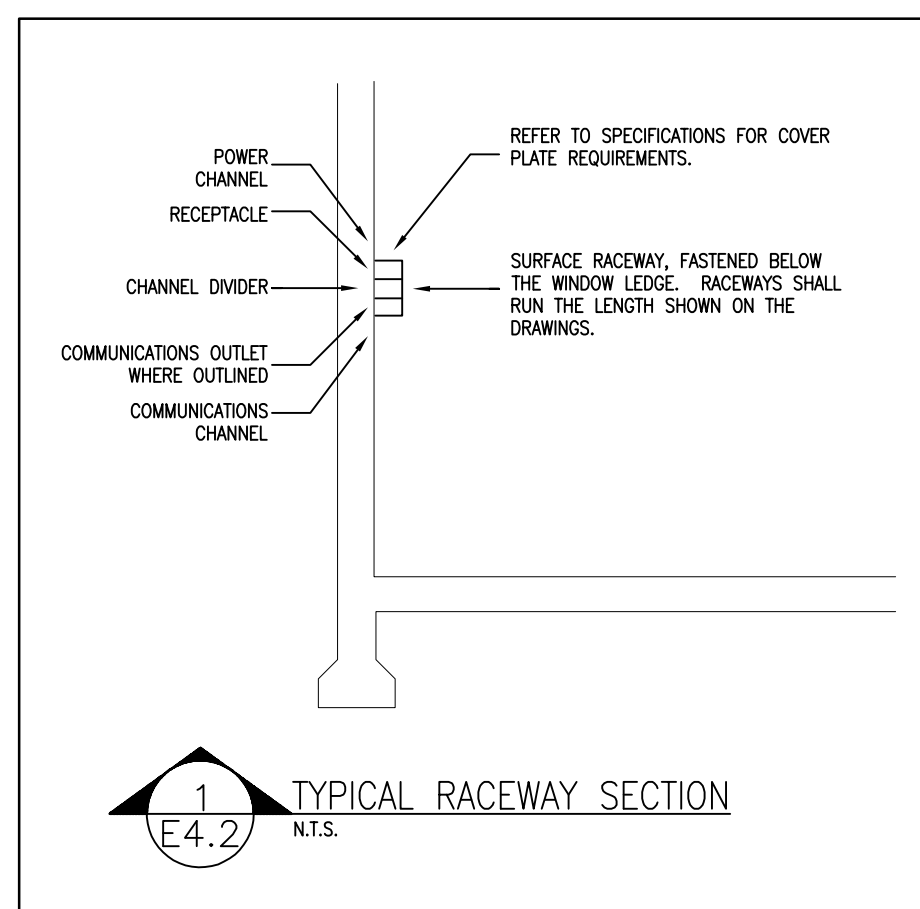 POWER
CHANNEL
RECEPTACLE
CHANNEL DIVIDER
COMMUNICATIONS OUTLET
WHERE OUTLINED
COMMUNICATIONS
CHANNEL
REFER TO SPECIFICATIONS FOR COVER
PLATE REQUIREMENTS.
SURFACE RACEWAY, FASTENED BELOW
THE WINDOW LEDGE. RACEWAYS SHALL
RUN THE LENGTH SHOWN ON THE
DRAWINGS.
1
E4.2
TYPICAL RACEWAY SECTION
N.T.S.